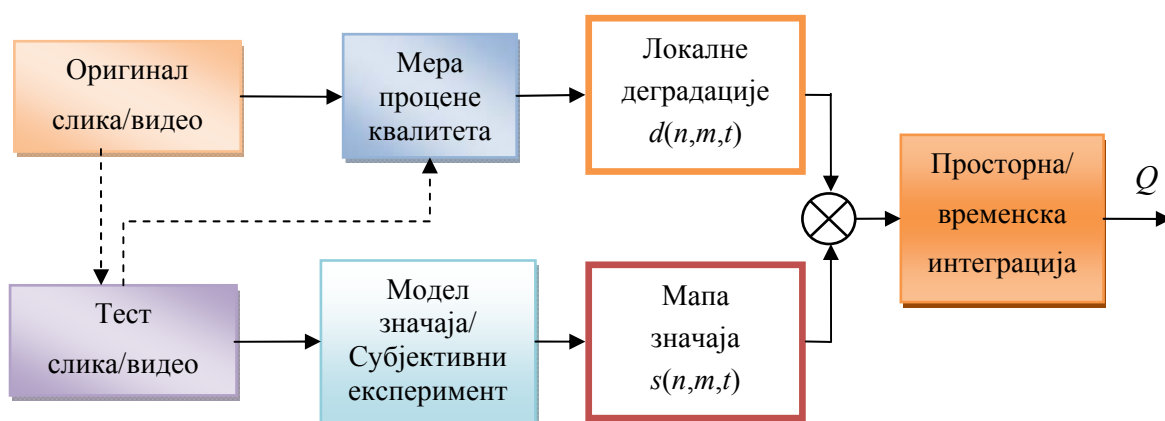 Оригинал
слика/видео
Мера
процене
квалитета
Локалне
деградације
d(n,m,t)
Просторна/
временска
интеграција
Q
Тест
слика/видео
Модел
значаја/
Субјективни
експеримент
Мапа
значаја
s(n,m,t)